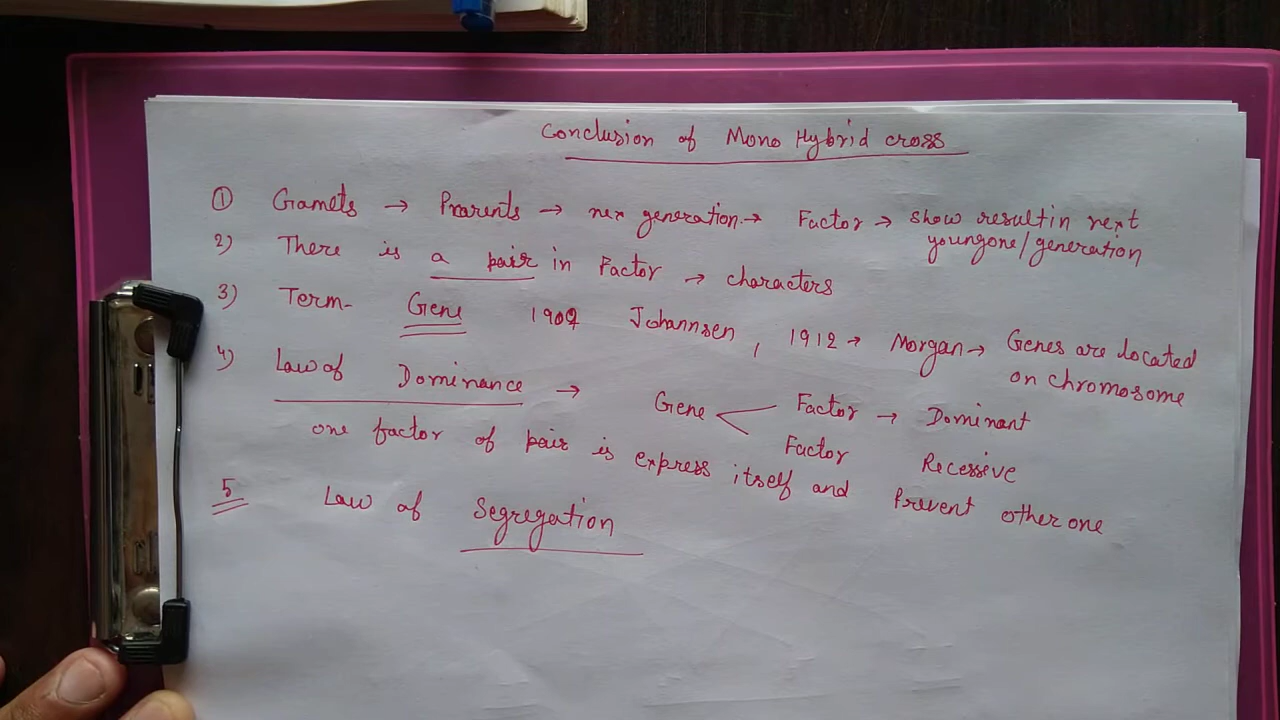 Conclusion of Mono Hybrid cross
① Gamets → Prarents → nex generation → Factor → show result in next
youngone/generation
2) There is a pair in Factor → characters
3) Term- Gene 1909 Johannsen, 1912 → Morgan → Genes are located
on chromosome
4) Law of Dominance → Gene Factor → Dominant
Factor Recessive
one factor of pair is express itself and Prevent other one
5 Law of Segregation